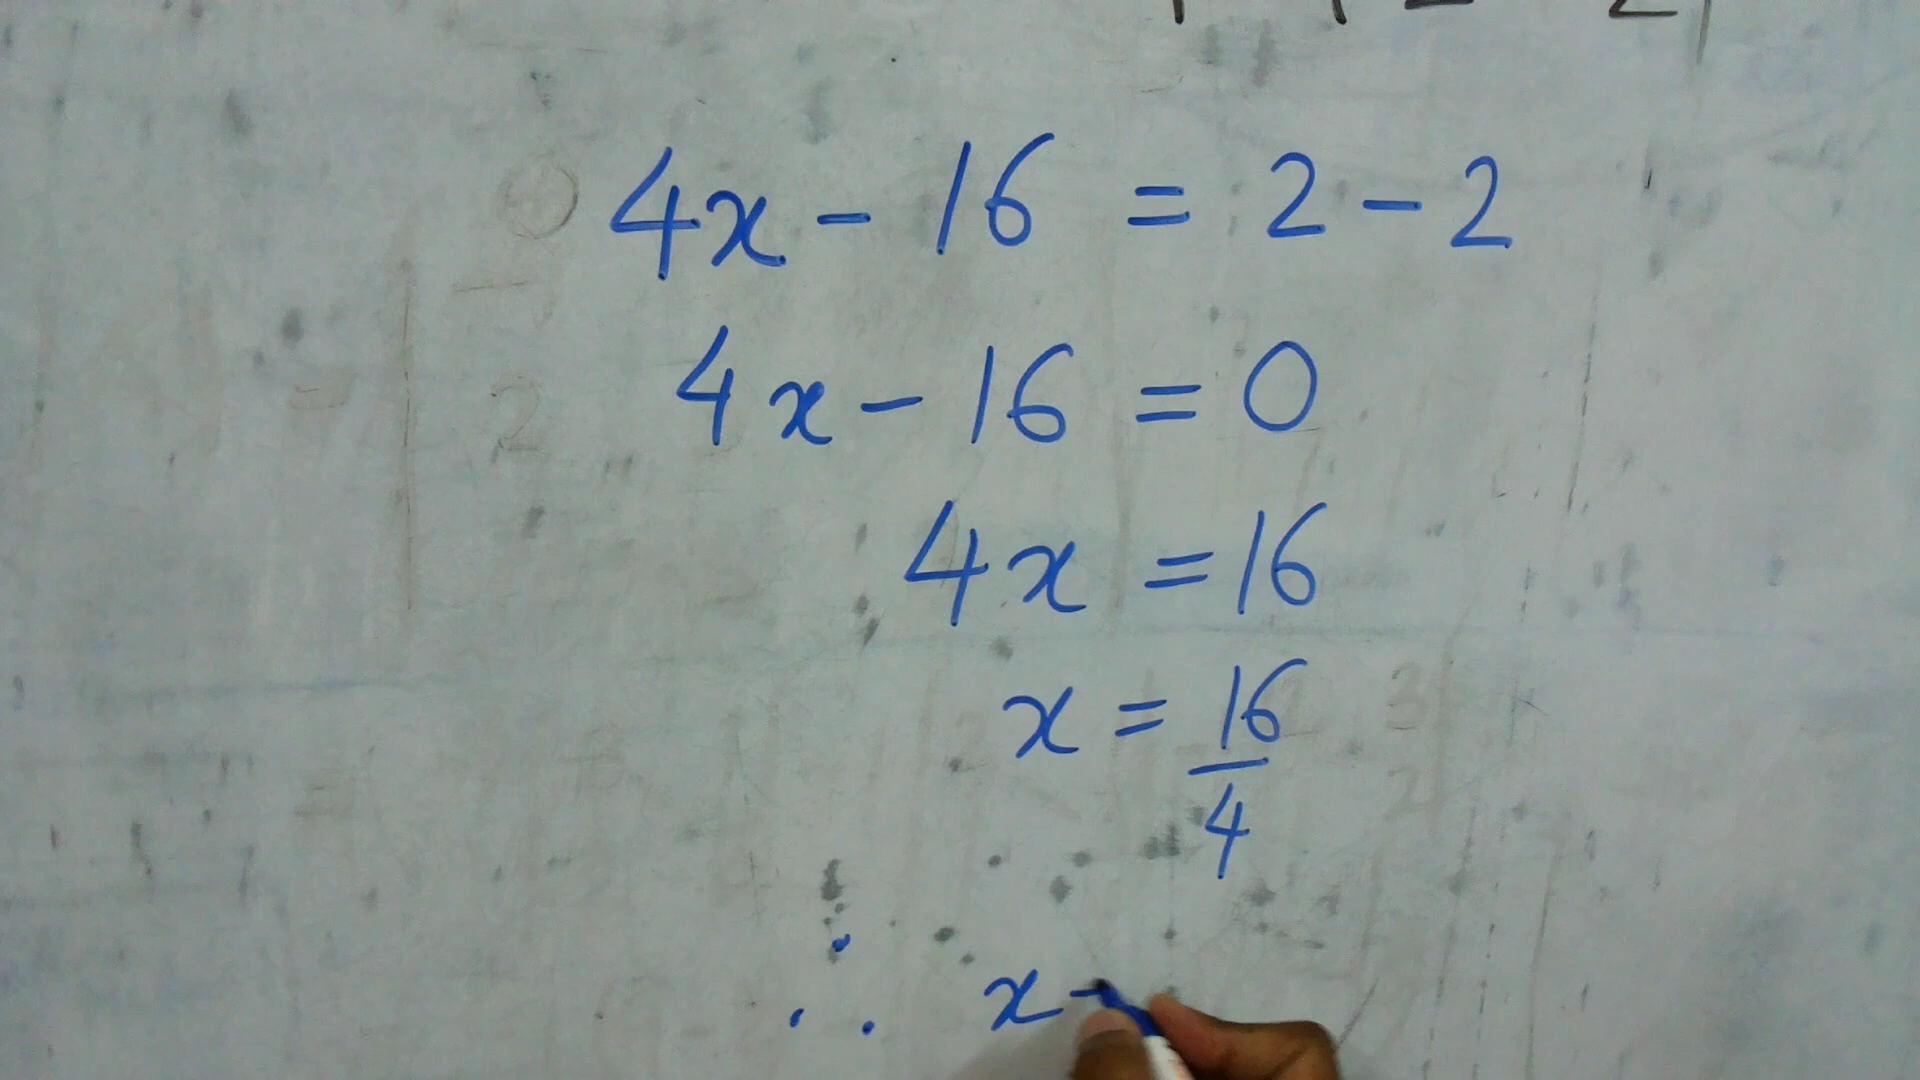 4x - 16 = 2 - 2
4x - 16 = 0
4x = 16
x = 16/4
∴ x